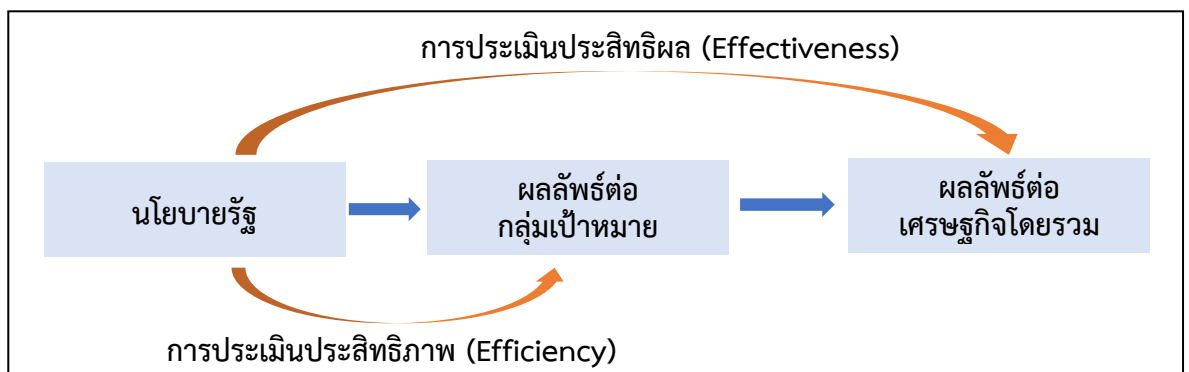 การประเมินประสิทธิผล (Effectiveness)
นโยบายรัฐ
ผลลัพธ์ต่อ
กลุ่มเป้าหมาย
ผลลัพธ์ต่อ
เศรษฐกิจโดยรวม
การประเมินประสิทธิภาพ (Efficiency)